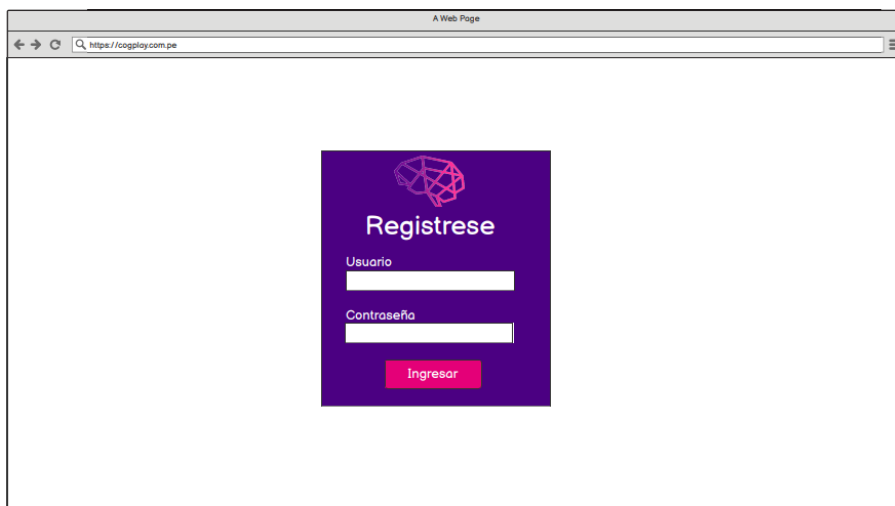 A Web Page
https://cogplay.com.pe
Registrese
Usuario
Contraseña
Ingresar